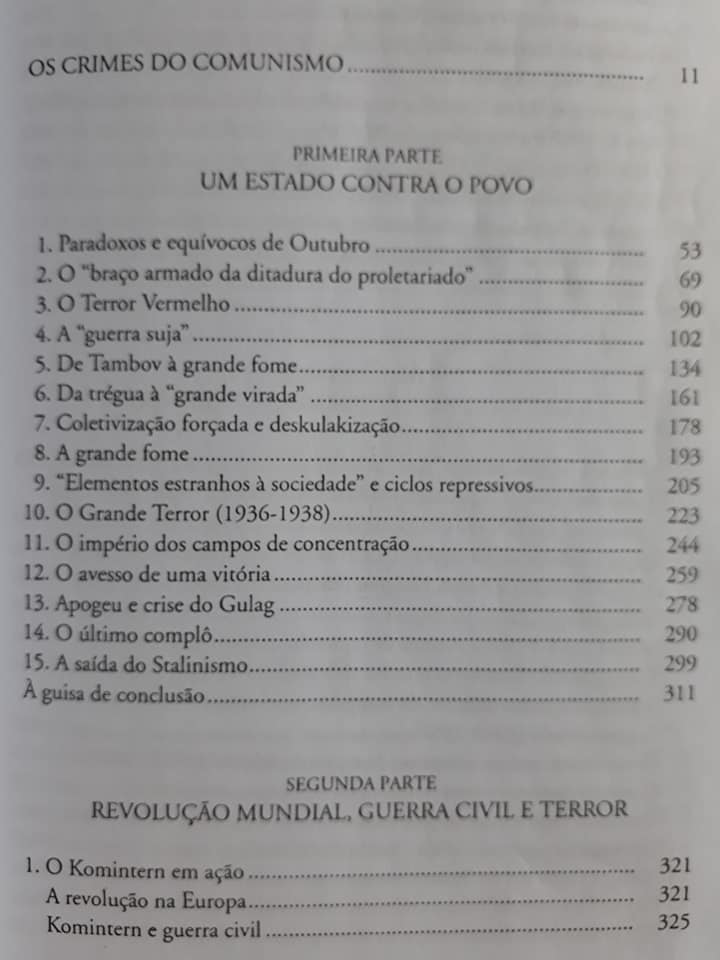 OS CRIMES DO COMUNISMO........................................ 11
PRIMEIRA PARTE
UM ESTADO CONTRA O POVO
1. Paradoxos e equívocos de Outubro ........................................ 53
2. O “braço armado da ditadura do proletariado” ........................ 69
3. O Terror Vermelho ........................................ 90
4. A “guerra suja” ........................................ 102
5. De Tambov à grande fome........................................ 134
6. Da trégua à “grande virada” ........................................ 161
7. Coletivização forçada e deskulakização........................................ 178
8. A grande fome ........................................ 193
9. “Elementos estranhos à sociedade” e ciclos repressivos.................. 205
10. O Grande Terror (1936-1938)........................................ 223
11. O império dos campos de concentração........................................ 244
12. O avesso de uma vitória ........................................ 259
13. Apogeu e crise do Gulag ........................................ 278
14. O último complô........................................ 290
15. A saída do Stalinismo........................................ 299
À guisa de conclusão........................................ 311
SEGUNDA PARTE
REVOLUÇÃO MUNDIAL, GUERRA CIVIL E TERROR
1. O Komintern em ação ........................................ 321
A revolução na Europa........................................ 321
Komintern e guerra civil ........................................ 325